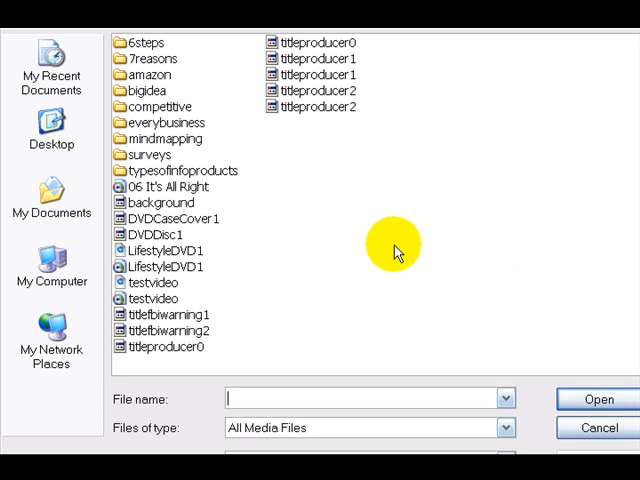 My Recent
Documents
Desktop
My Documents
My Computer
My Network
Places
6steps
7reasons
amazon
bigidea
competitive
everybusiness
mindmapping
surveys
typesofinfoproducts
06 It's All Right
background
DVDCaseCover1
DVDDisc1
LifestyleDVD1
LifestyleDVD1
testvideo
testvideo
titlefbiwarning1
titlefbiwarning2
titleproducer0
titleproducer0
titleproducer1
titleproducer1
titleproducer2
titleproducer2
File name:
Open
Files of type:
All Media Files
Cancel